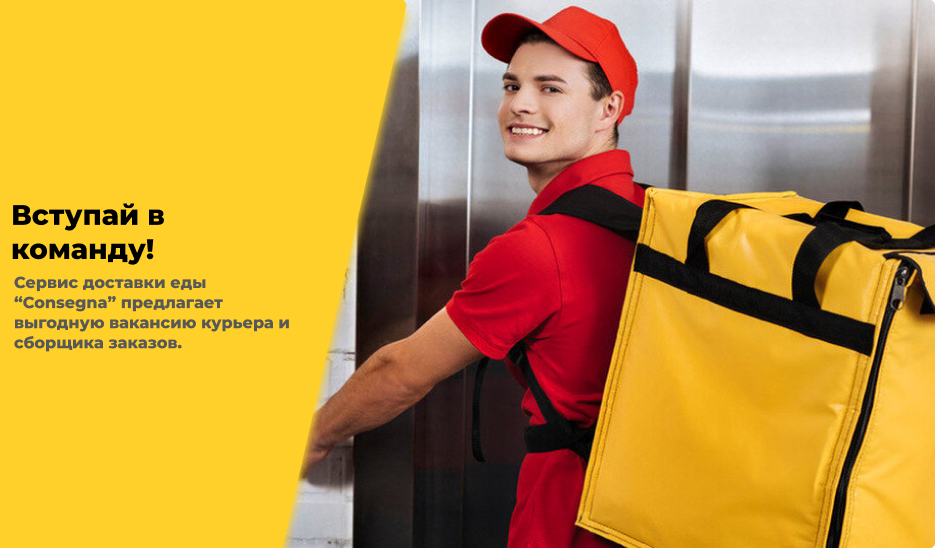 Вступай в
команду!
Сервис доставки еды
“Consegna” предлагает
выгодную вакансию курьера и
сборщика заказов.